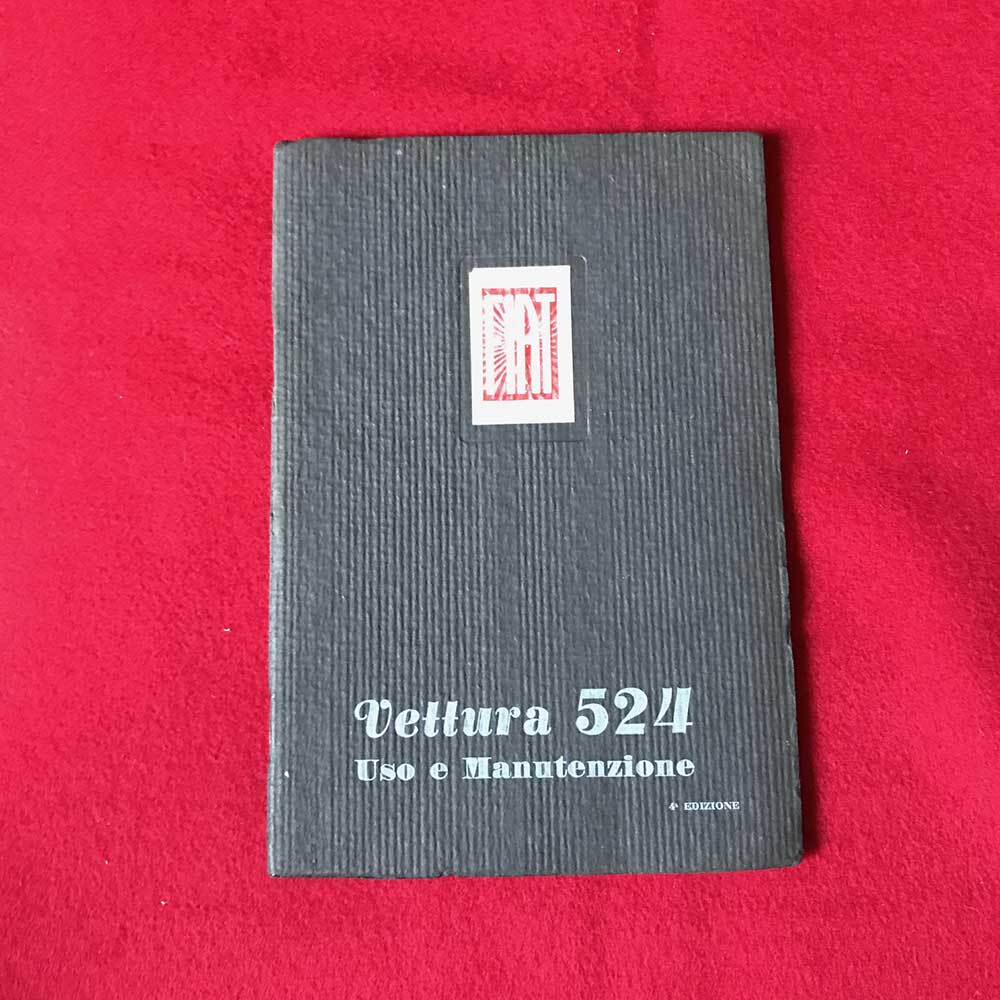 FIAT
Vettura 524
Uso e Manutenzione
4ª EDIZIONE